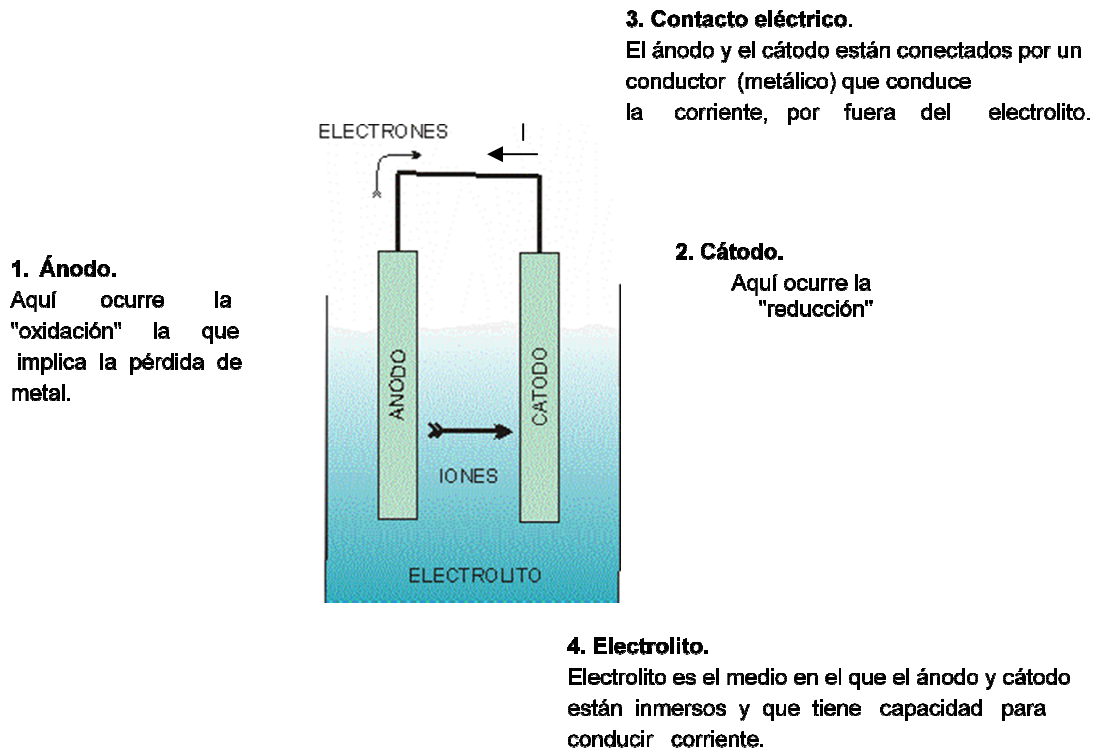 3. Contacto eléctrico.
El ánodo y el cátodo están conectados por un
conductor (metálico) que conduce
la corriente, por fuera del electrolito.
ELECTRONES
I
1. Ánodo.
Aquí ocurre la
"oxidación" la que
implica la pérdida de
metal.
2. Cátodo.
Aquí ocurre la
"reducción"
ANODO
CATODO
IONES
ELECTROLITO
4. Electrolito.
Electrolito es el medio en el que el ánodo y cátodo
están inmersos y que tiene capacidad para
conducir corriente.